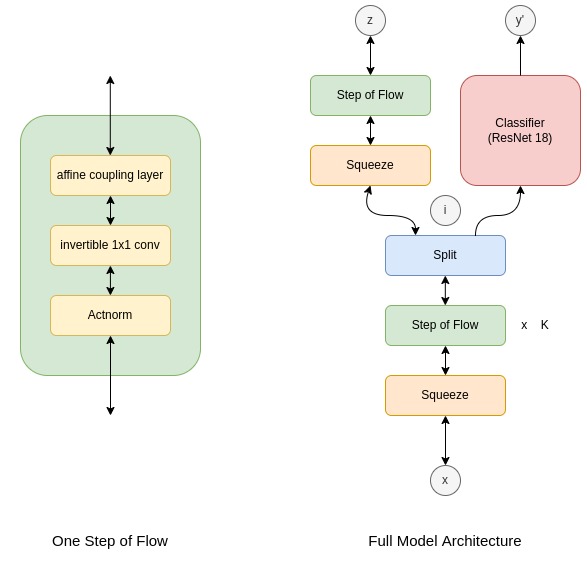 affine coupling layer
invertible 1x1 conv
Actnorm
One Step of Flow
z
y'
Step of Flow
Classifier
(ResNet 18)
Squeeze
i
Split
Step of Flow
x K
Squeeze
x
Full Model Architecture